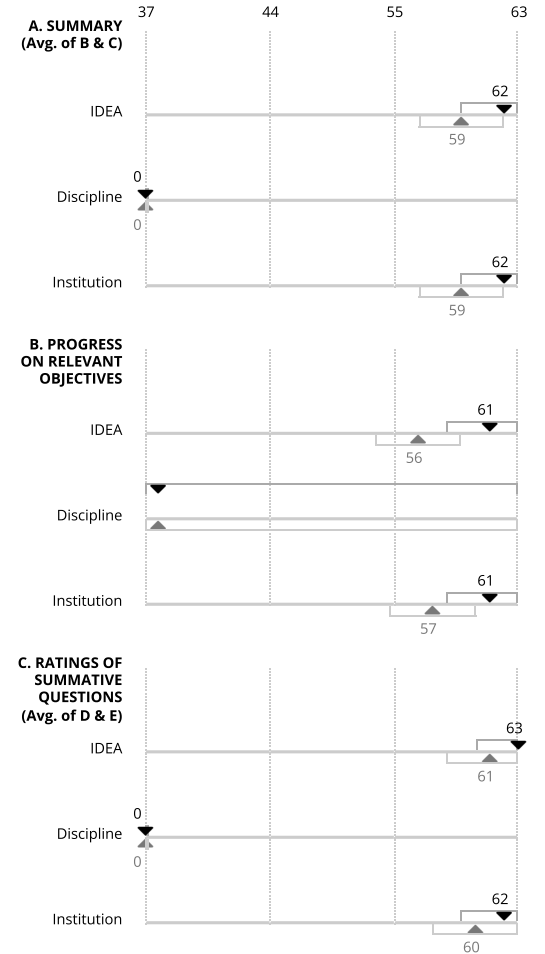 37 44 55 63
A. SUMMARY
(Avg. of B & C)
62
IDEA
59
0
Discipline
0
62
Institution
59
B. PROGRESS
ON RELEVANT
OBJECTIVES
61
IDEA
56
Discipline
61
Institution
57
C. RATINGS OF
SUMMATIVE
QUESTIONS
(Avg. of D & E)
63
IDEA
61
0
Discipline
0
62
Institution
60